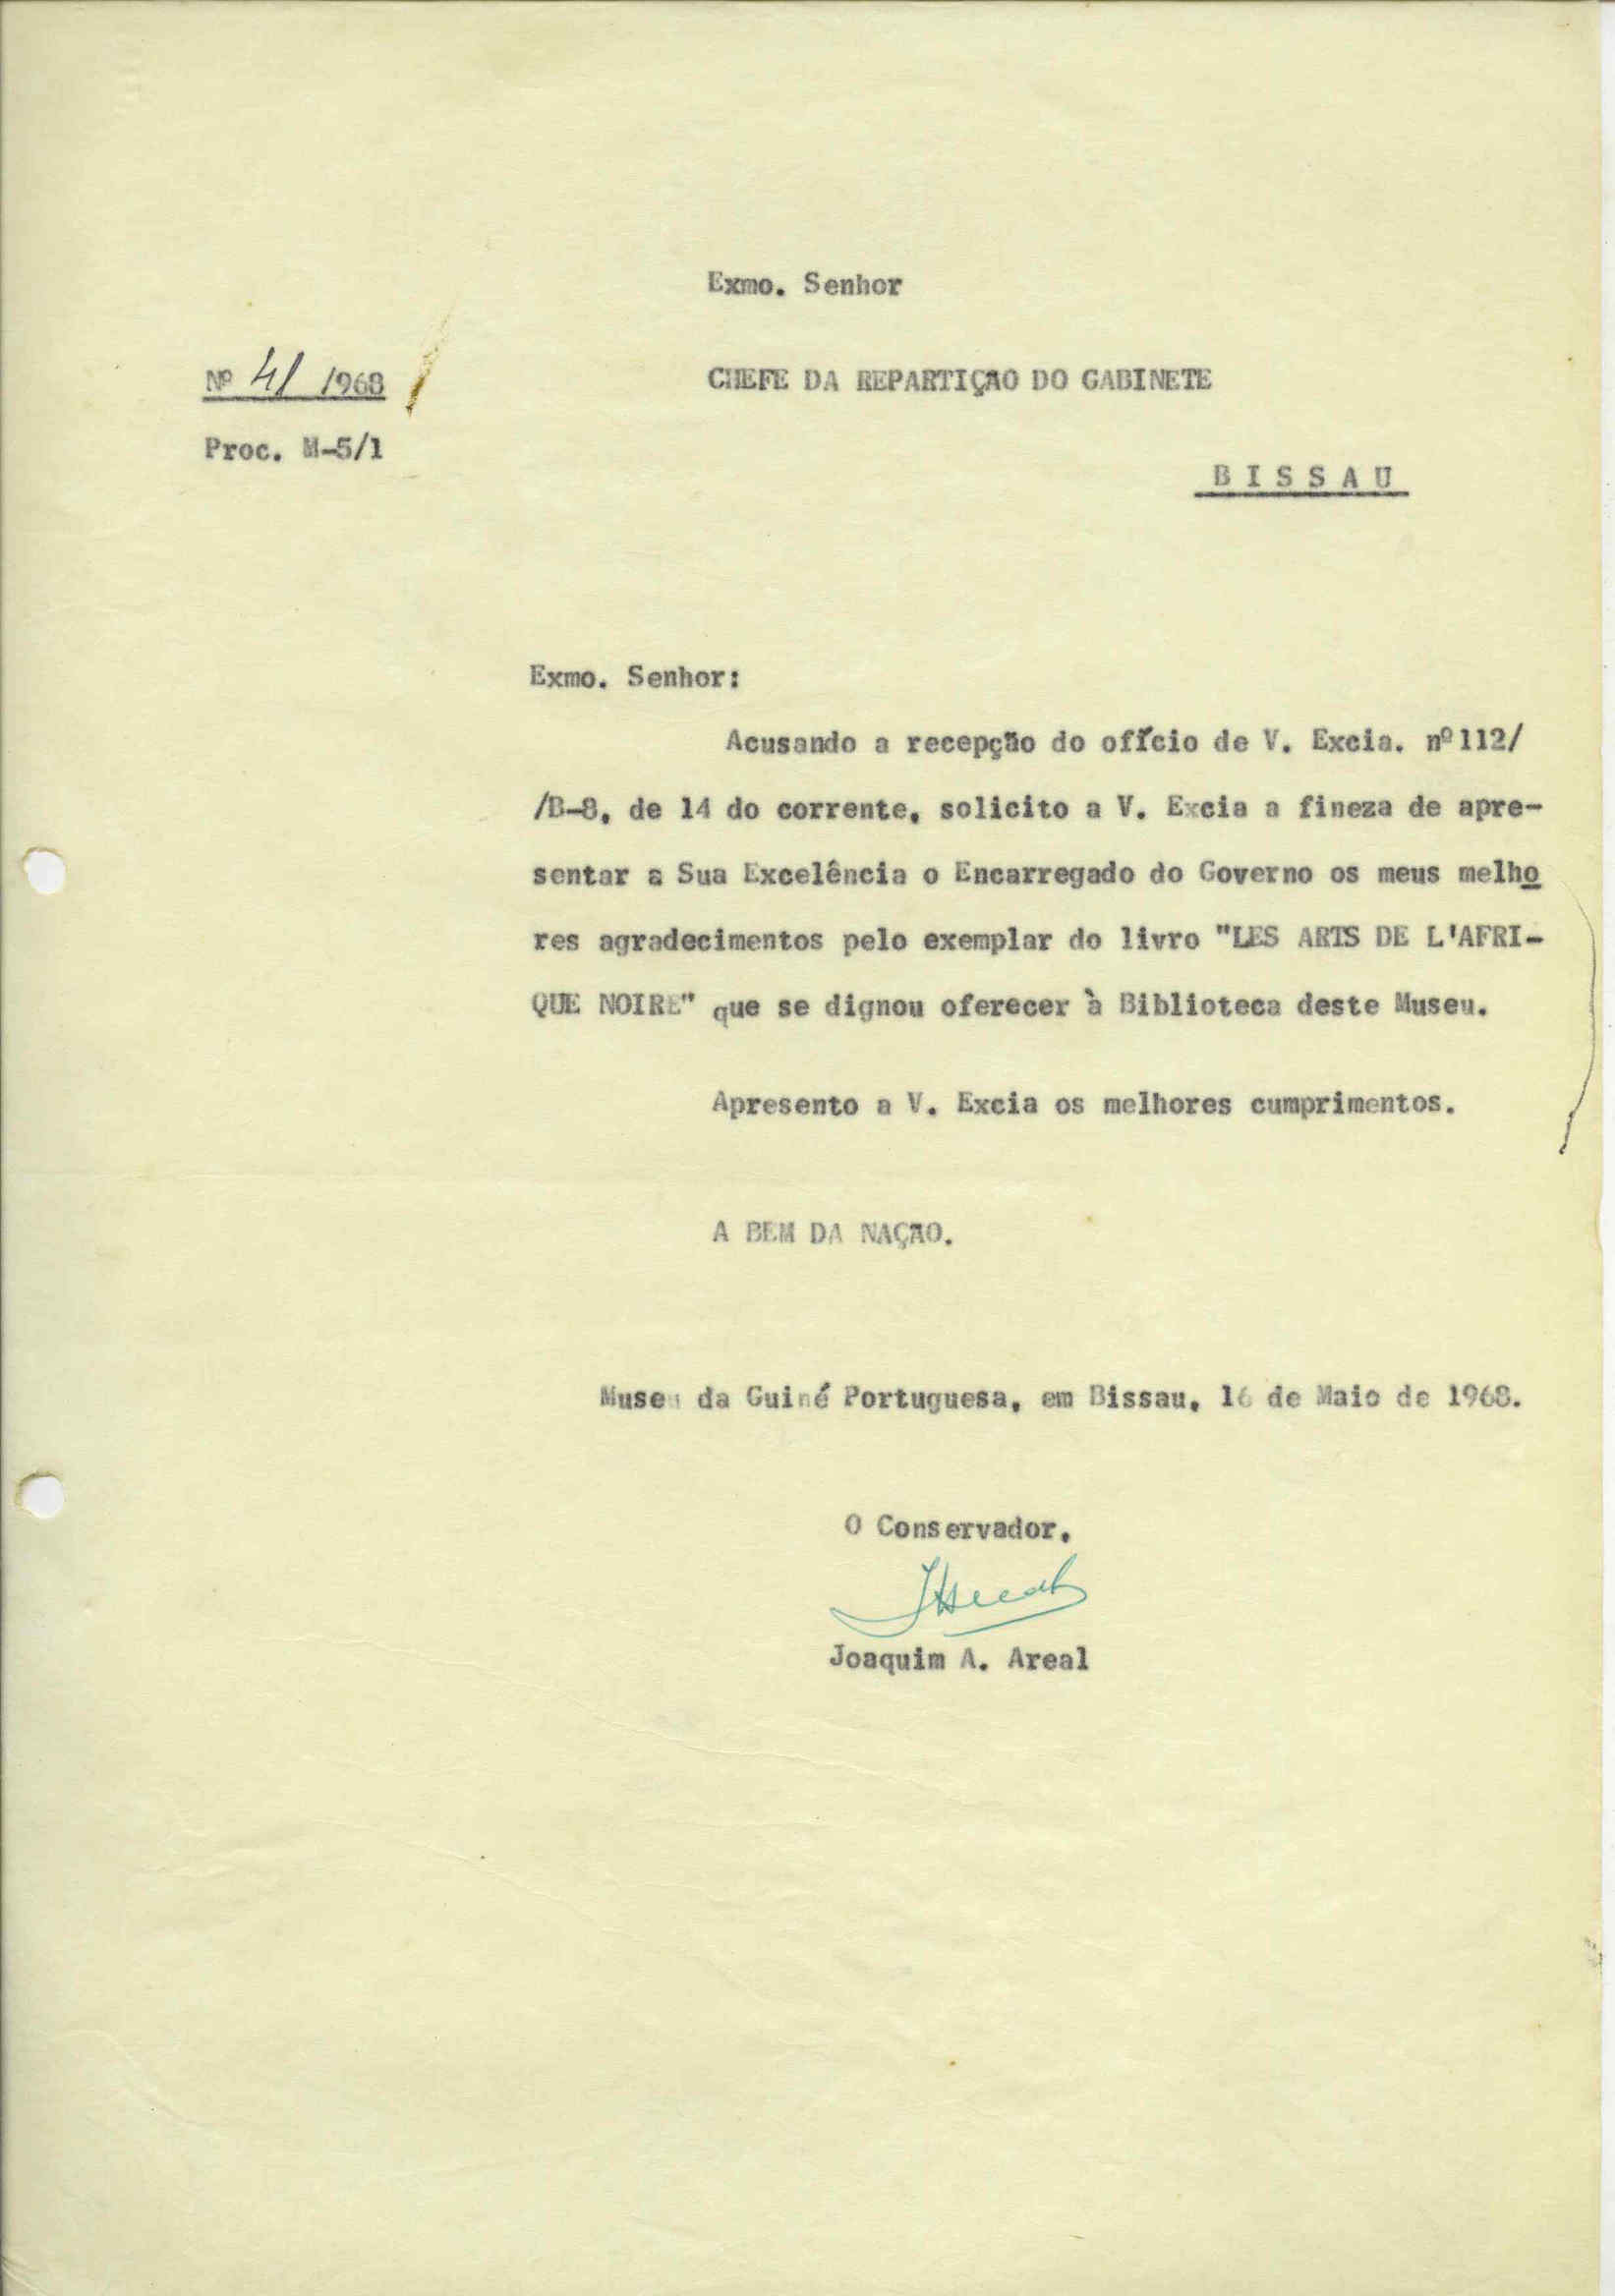 Exmo. Senhor
Nº 41 /1968
CHEFE DA REPARTIÇÃO DO GABINETE
Proc. M-5/1
BISSAU
Exmo. Senhor:
Acusando a recepção do ofício de V. Excia. nº 112/
/B-8, de 14 do corrente, solicito a V. Excia a fineza de apre-
sentar a Sua Excelência o Encarregado do Governo os meus melho
res agradecimentos pelo exemplar do livro "LES ARTS DE L'AFRI-
QUE NOIRE" que se dignou oferecer à Biblioteca deste Museu.
Apresento a V. Excia os melhores cumprimentos.
A BEM DA NAÇÃO.
Museu da Guiné Portuguesa, em Bissau, 16 de Maio de 1968.
O Conservador,
JAreal
Joaquim A. Areal